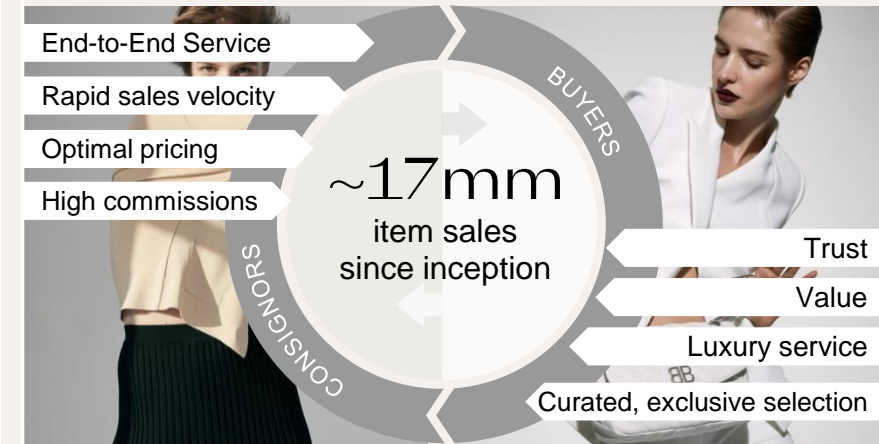 End-to-End Service
Rapid sales velocity
Optimal pricing
High commissions
CONSIGNORS
~17mm
item sales
since inception
BUYERS
Trust
Value
Luxury service
Curated, exclusive selection
BB